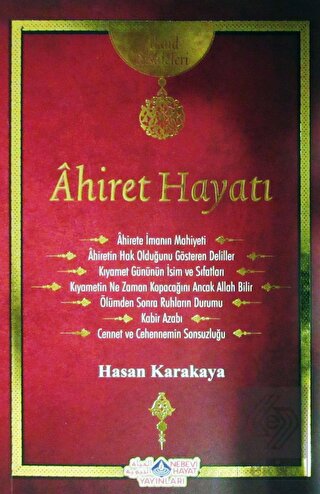 Âhiret Hayatı
Âhirete İmanın Mahiyeti
Âhiretin Hak Olduğunu Gösteren Deliller
Kıyamet Gününün İsim ve Sıfatları
Kıyametin Ne Zaman Kopacağını Ancak Allah Bilir
Ölümden Sonra Ruhların Durumu
Kabir Azabı
Cennet ve Cehennemin Sonsuzluğu
Hasan Karakaya
NEBEVİ
HAYAT
YAYINLARI